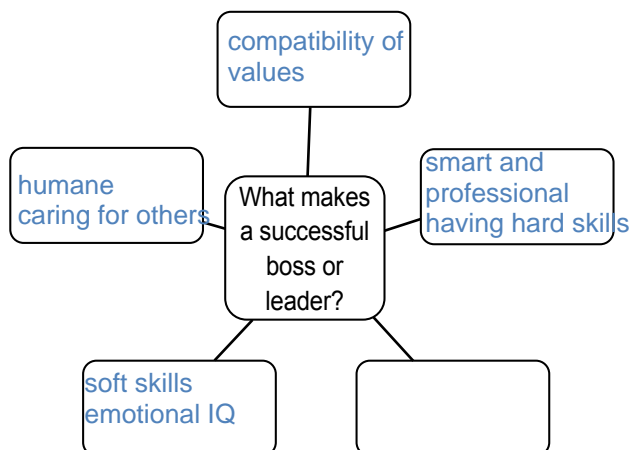 compatibility of
values
humane
caring for others
smart and
professional
having hard skills
What makes
a successful
boss or
leader?
soft skills
emotional IQ